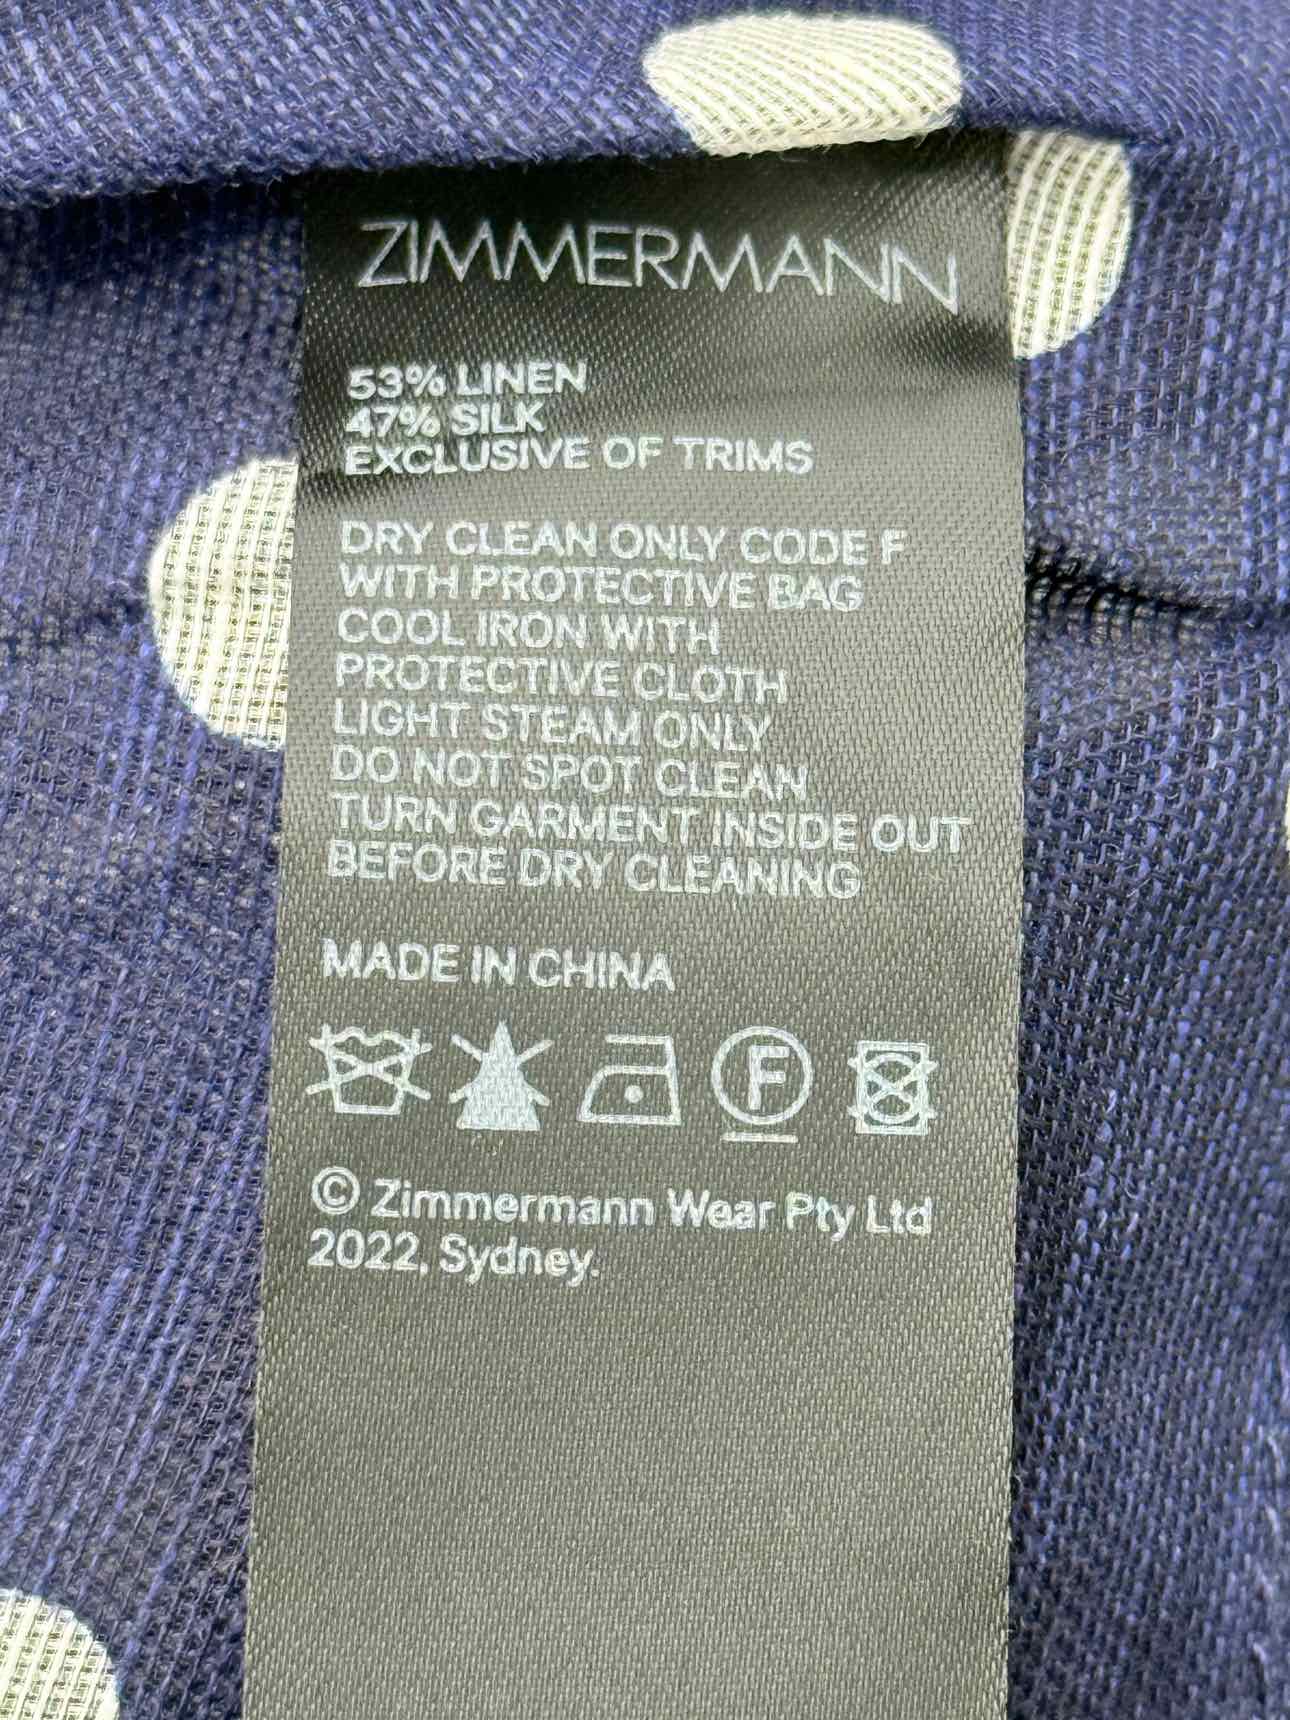 ZIMMERMANN
53% LINEN
47% SILK
EXCLUSIVE OF TRIMS
DRY CLEAN ONLY CODE F
WITH PROTECTIVE BAG
COOL IRON WITH
PROTECTIVE CLOTH
LIGHT STEAM ONLY
DO NOT SPOT CLEAN
TURN GARMENT INSIDE OUT
BEFORE DRY CLEANING
MADE IN CHINA
F
© Zimmermann Wear Pty Ltd
2022, Sydney.